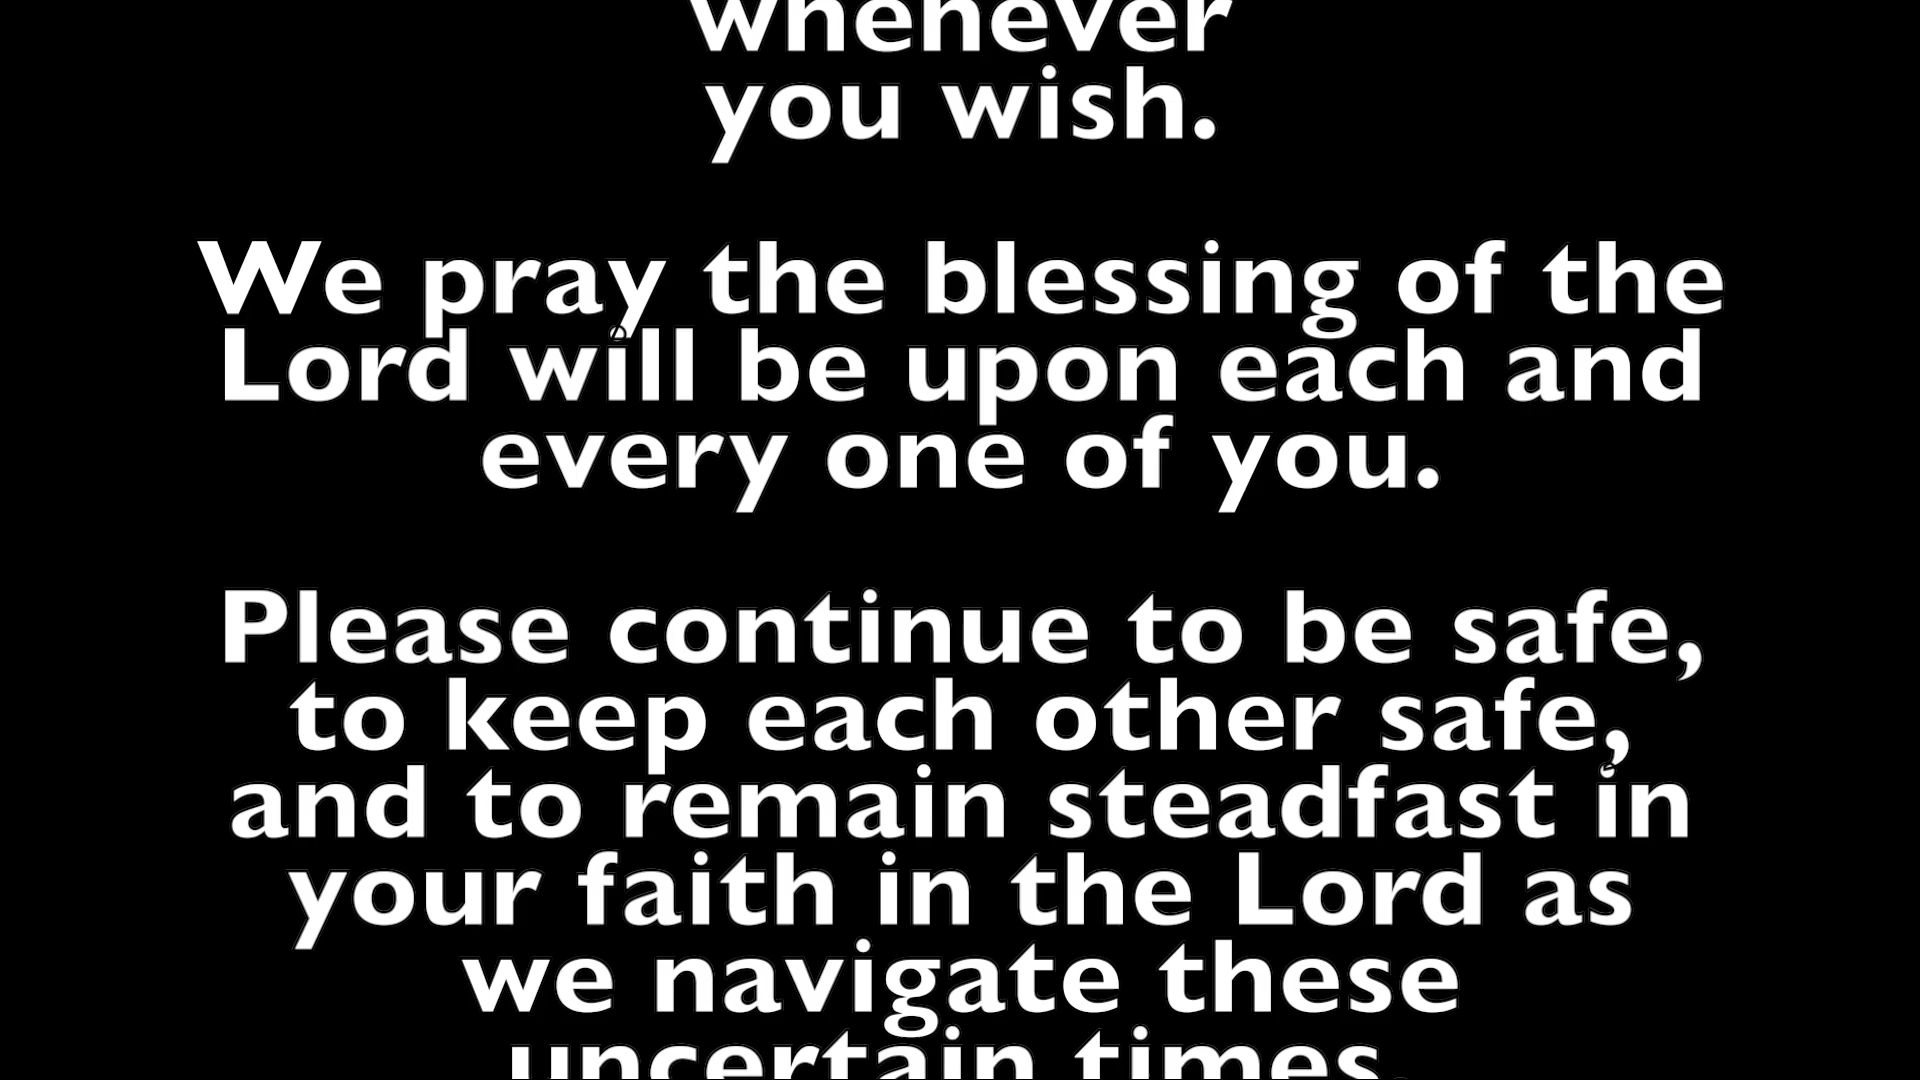 whenever
you wish.
We pray the blessing of the
Lord will be upon each and
every one of you.
Please continue to be safe,
to keep each other safe,
and to remain steadfast in
your faith in the Lord as
we navigate these
uncertain times.